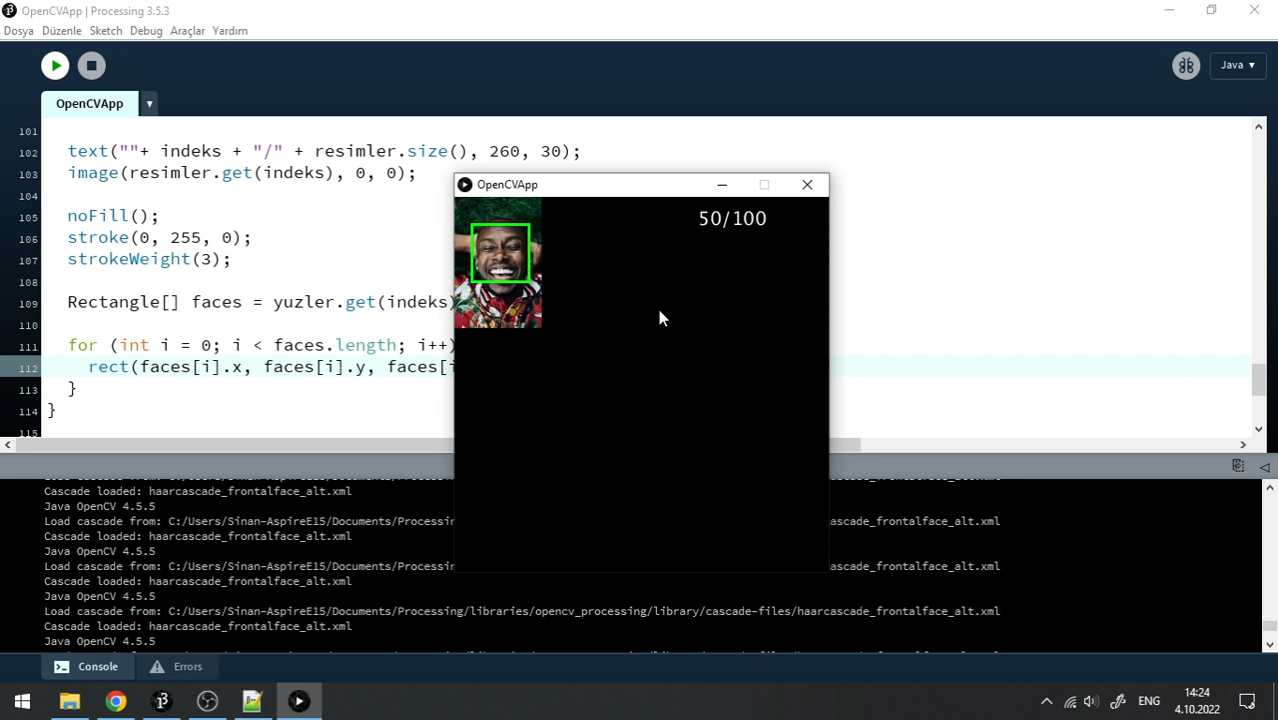 OpenCVApp | Processing 3.5.3
Dosya Düzenle Sketch Debug Araçlar Yardım
Java ▾
OpenCVApp ▾
101
102 text(""+ indeks + "/" + resimler.size(), 260, 30);
103 image(resimler.get(indeks), 0, 0);
104
105 noFill();
106 stroke(0, 255, 0);
107 strokeWeight(3);
108
109 Rectangle[] faces = yuzler.get(indeks)
110
111 for (int i = 0; i < faces.length; i++)
112 rect(faces[i].x, faces[i].y, faces[i
113 }
114 }
115
OpenCVApp
50/100
Cascade loaded: haarcascade_frontalface_alt.xml
Java OpenCV 4.5.5
Load cascade from: C:/Users/Sinan-AspireE15/Documents/Processin ascade_frontalface_alt.xml
Cascade loaded: haarcascade_frontalface_alt.xml
Java OpenCV 4.5.5
Load cascade from: C:/Users/Sinan-AspireE15/Documents/Processin ascade_frontalface_alt.xml
Cascade loaded: haarcascade_frontalface_alt.xml
Java OpenCV 4.5.5
Load cascade from: C:/Users/Sinan-AspireE15/Documents/Processing/libraries/opencv_processing/library/cascade-files/haarcascade_frontalface_alt.xml
Cascade loaded: haarcascade_frontalface_alt.xml
Java OpenCV 4.5.5
Console Errors
ENG
14:24
4.10.2022